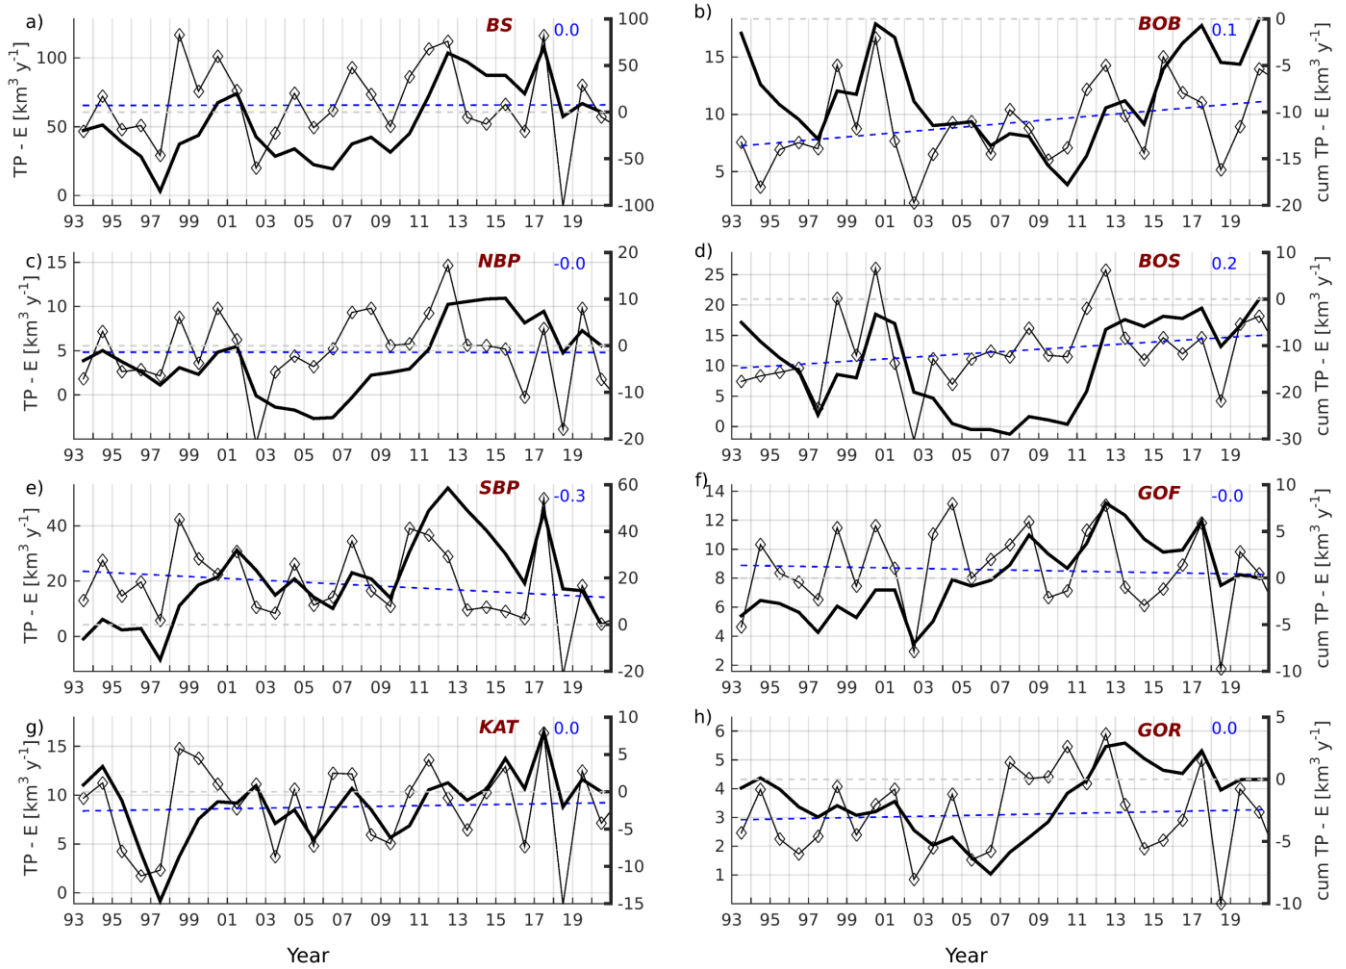 a) BS 0.0
TP - E [km³ y⁻¹]
100
50
0
100
50
0
-50
-100
93 95 97 99 01 03 05 07 09 11 13 15 17 19
b) BOB 0.1
15
10
5
0
-5
-10
-15
-20
cum TP - E [km³ y⁻¹]
93 95 97 99 01 03 05 07 09 11 13 15 17 19
c) NBP -0.0
TP - E [km³ y⁻¹]
15
10
5
0
20
10
0
-10
-20
93 95 97 99 01 03 05 07 09 11 13 15 17 19
d) BOS 0.2
25
20
15
10
5
0
10
0
-10
-20
-30
cum TP - E [km³ y⁻¹]
93 95 97 99 01 03 05 07 09 11 13 15 17 19
e) SBP -0.3
TP - E [km³ y⁻¹]
40
20
0
60
40
20
0
-20
93 95 97 99 01 03 05 07 09 11 13 15 17 19
f) GOF -0.0
14
12
10
8
6
4
2
10
5
0
-5
-10
cum TP - E [km³ y⁻¹]
93 95 97 99 01 03 05 07 09 11 13 15 17 19
g) KAT 0.0
TP - E [km³ y⁻¹]
15
10
5
0
10
5
0
-5
-10
-15
93 95 97 99 01 03 05 07 09 11 13 15 17 19
Year
h) GOR 0.0
6
5
4
3
2
1
5
0
-5
-10
cum TP - E [km³ y⁻¹]
93 95 97 99 01 03 05 07 09 11 13 15 17 19
Year